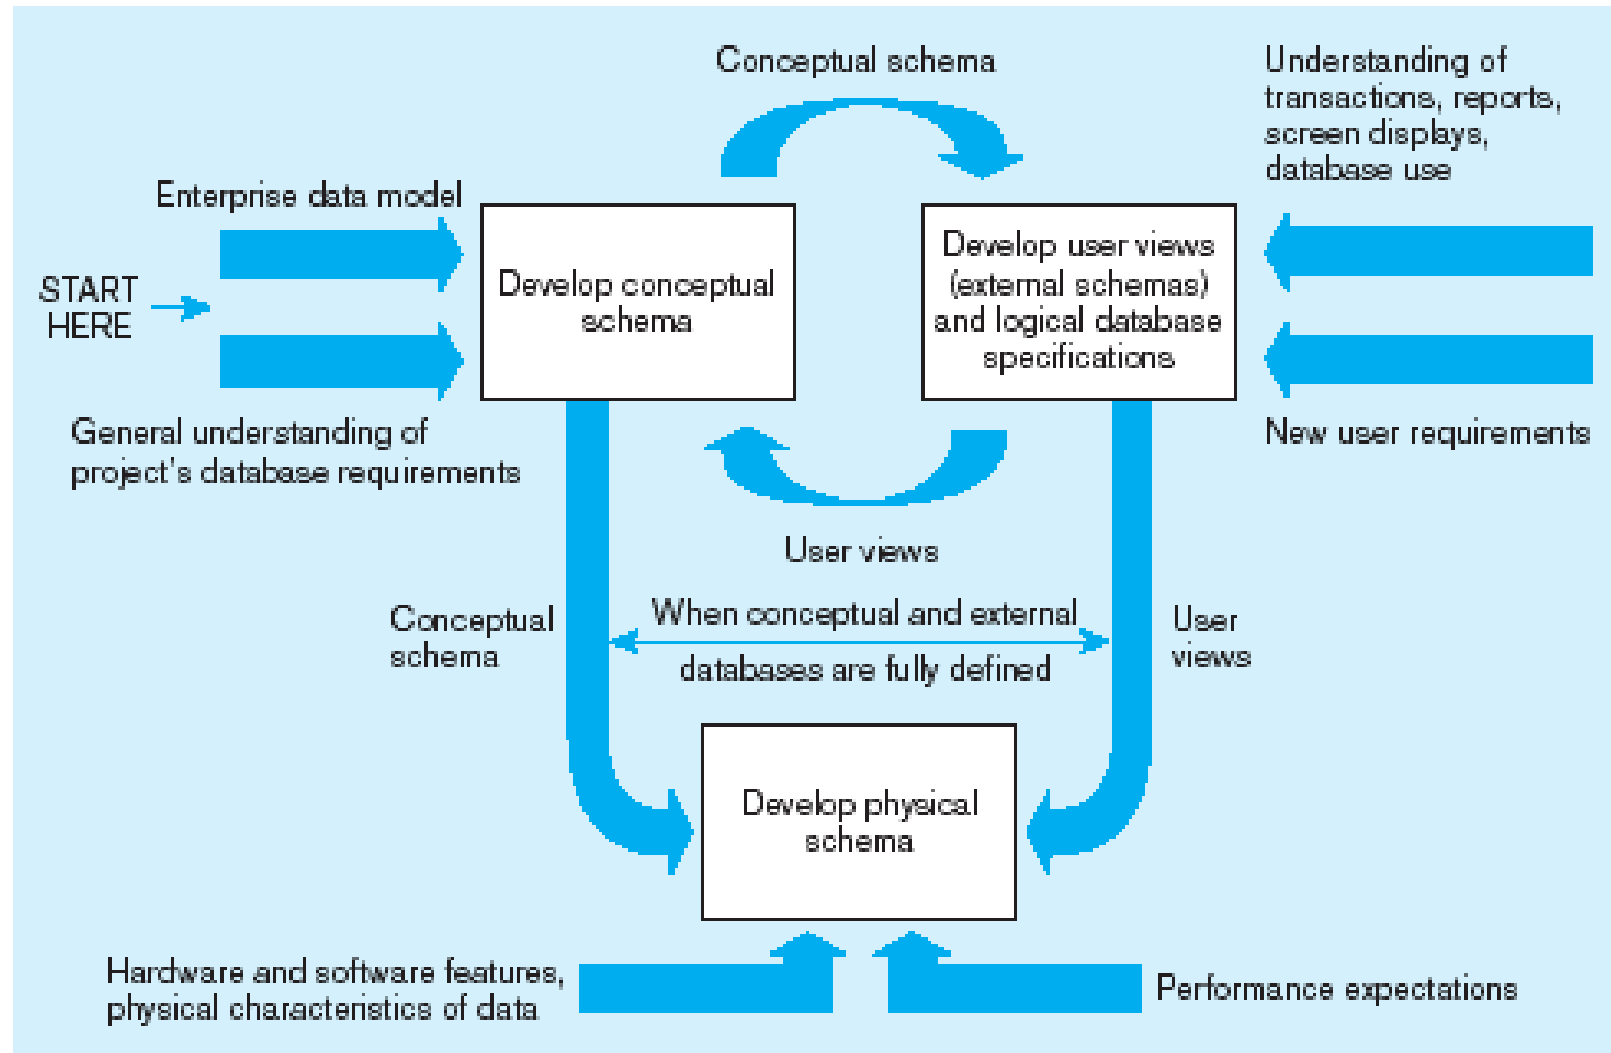 Conceptual schema
Understanding of
transactions, reports,
screen displays,
database use
Enterprise data model
START
HERE
Develop conceptual
schema
Develop user views
(external schemas)
and logical database
specifications
General understanding of
project's database requirements
New user requirements
User views
Conceptual
schema
When conceptual and external
databases are fully defined
User
views
Develop physical
schema
Hardware and software features,
physical characteristics of data
Performance expectations